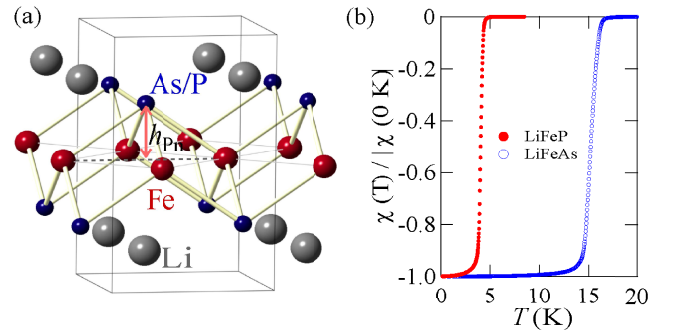 (a)
As/P
hPn
Fe
Li
(b)
χ (T) / |χ (0 K)|
0
-0.2
-0.4
-0.6
-0.8
-1.0
LiFeP
LiFeAs
0
5
10
15
20
T (K)